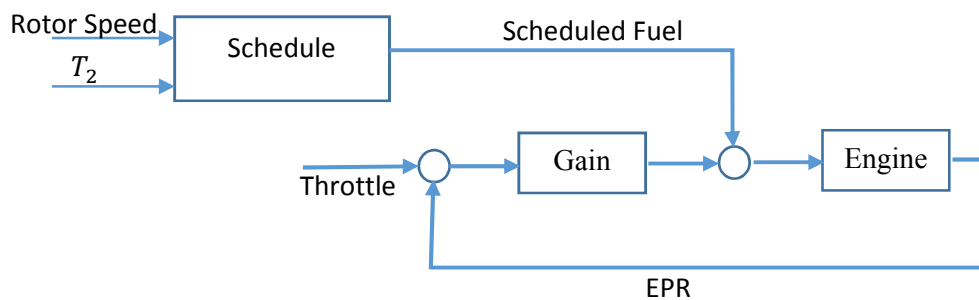 Rotor Speed
Schedule
Scheduled Fuel
T₂
Gain
Engine
Throttle
EPR